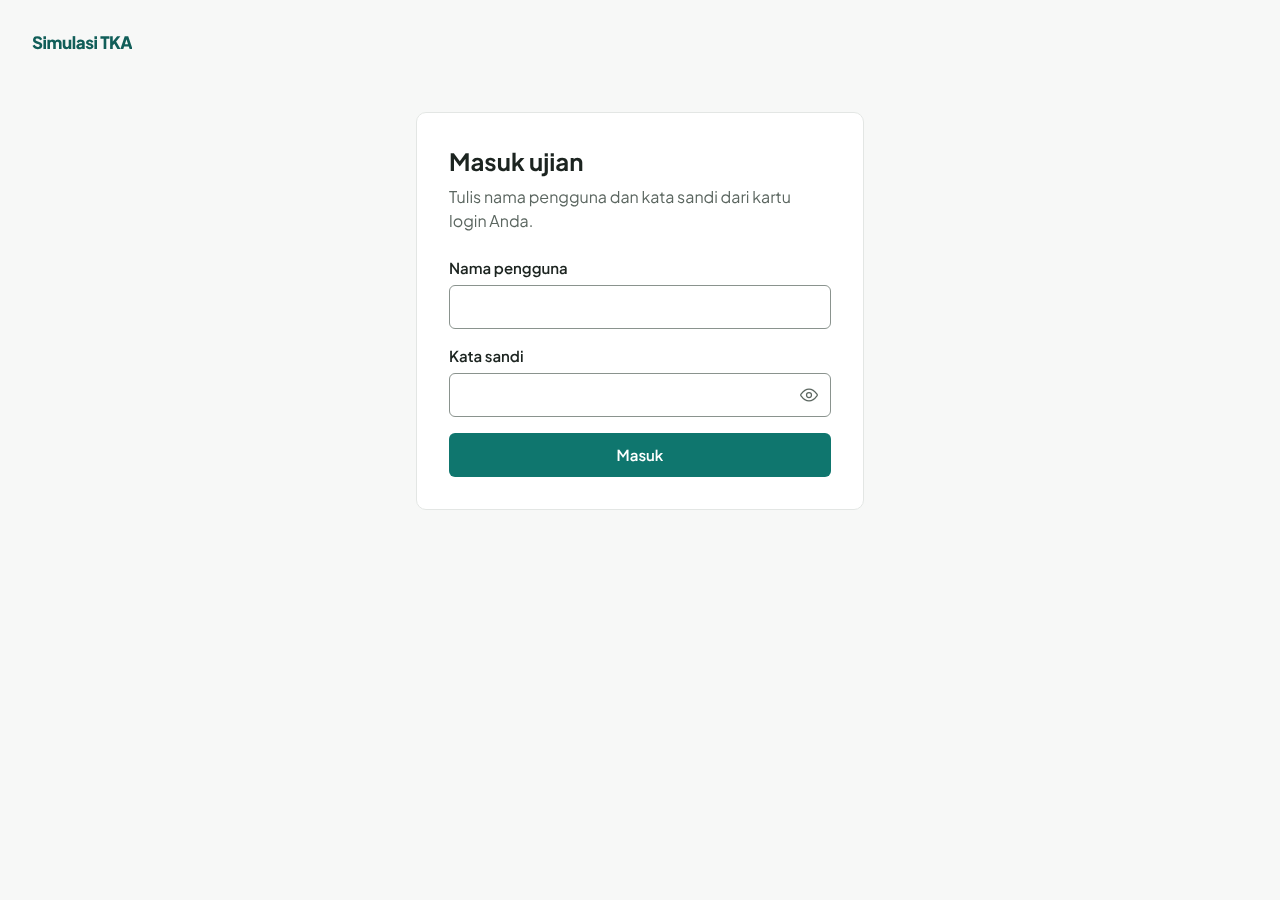 Simulasi TKA
Masuk ujian
Tulis nama pengguna dan kata sandi dari kartu
login Anda.
Nama pengguna
Kata sandi
Masuk